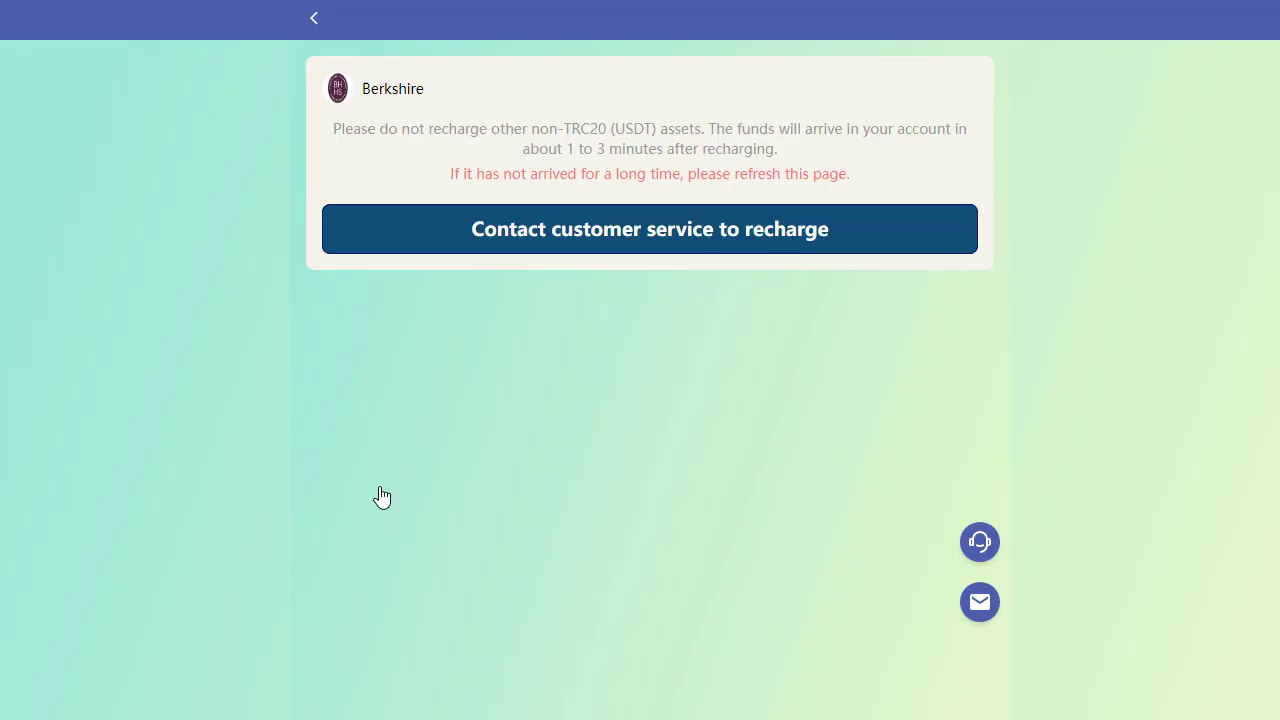 BH
HS
Berkshire
Please do not recharge other non-TRC20 (USDT) assets. The funds will arrive in your account in
about 1 to 3 minutes after recharging.
If it has not arrived for a long time, please refresh this page.
Contact customer service to recharge